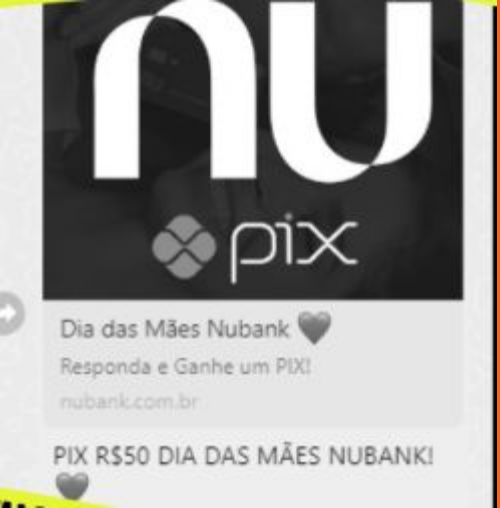 nu
pix
Dia das Mães Nubank 🖤
Responda e Ganhe um PIX!
nubank.com.br
PIX R$50 DIA DAS MÃES NUBANK!
🖤